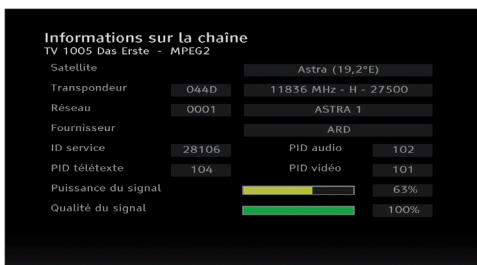 Informations sur la chaîne
TV 1005 Das Erste - MPEG2
Satellite Astra (19,2°E)
Transpondeur 044D 11836 MHz - H - 27500
Réseau 0001 ASTRA 1
Fournisseur ARD
ID service 28106 PID audio 102
PID télétexte 104 PID vidéo 101
Puissance du signal 63%
Qualité du signal 100%